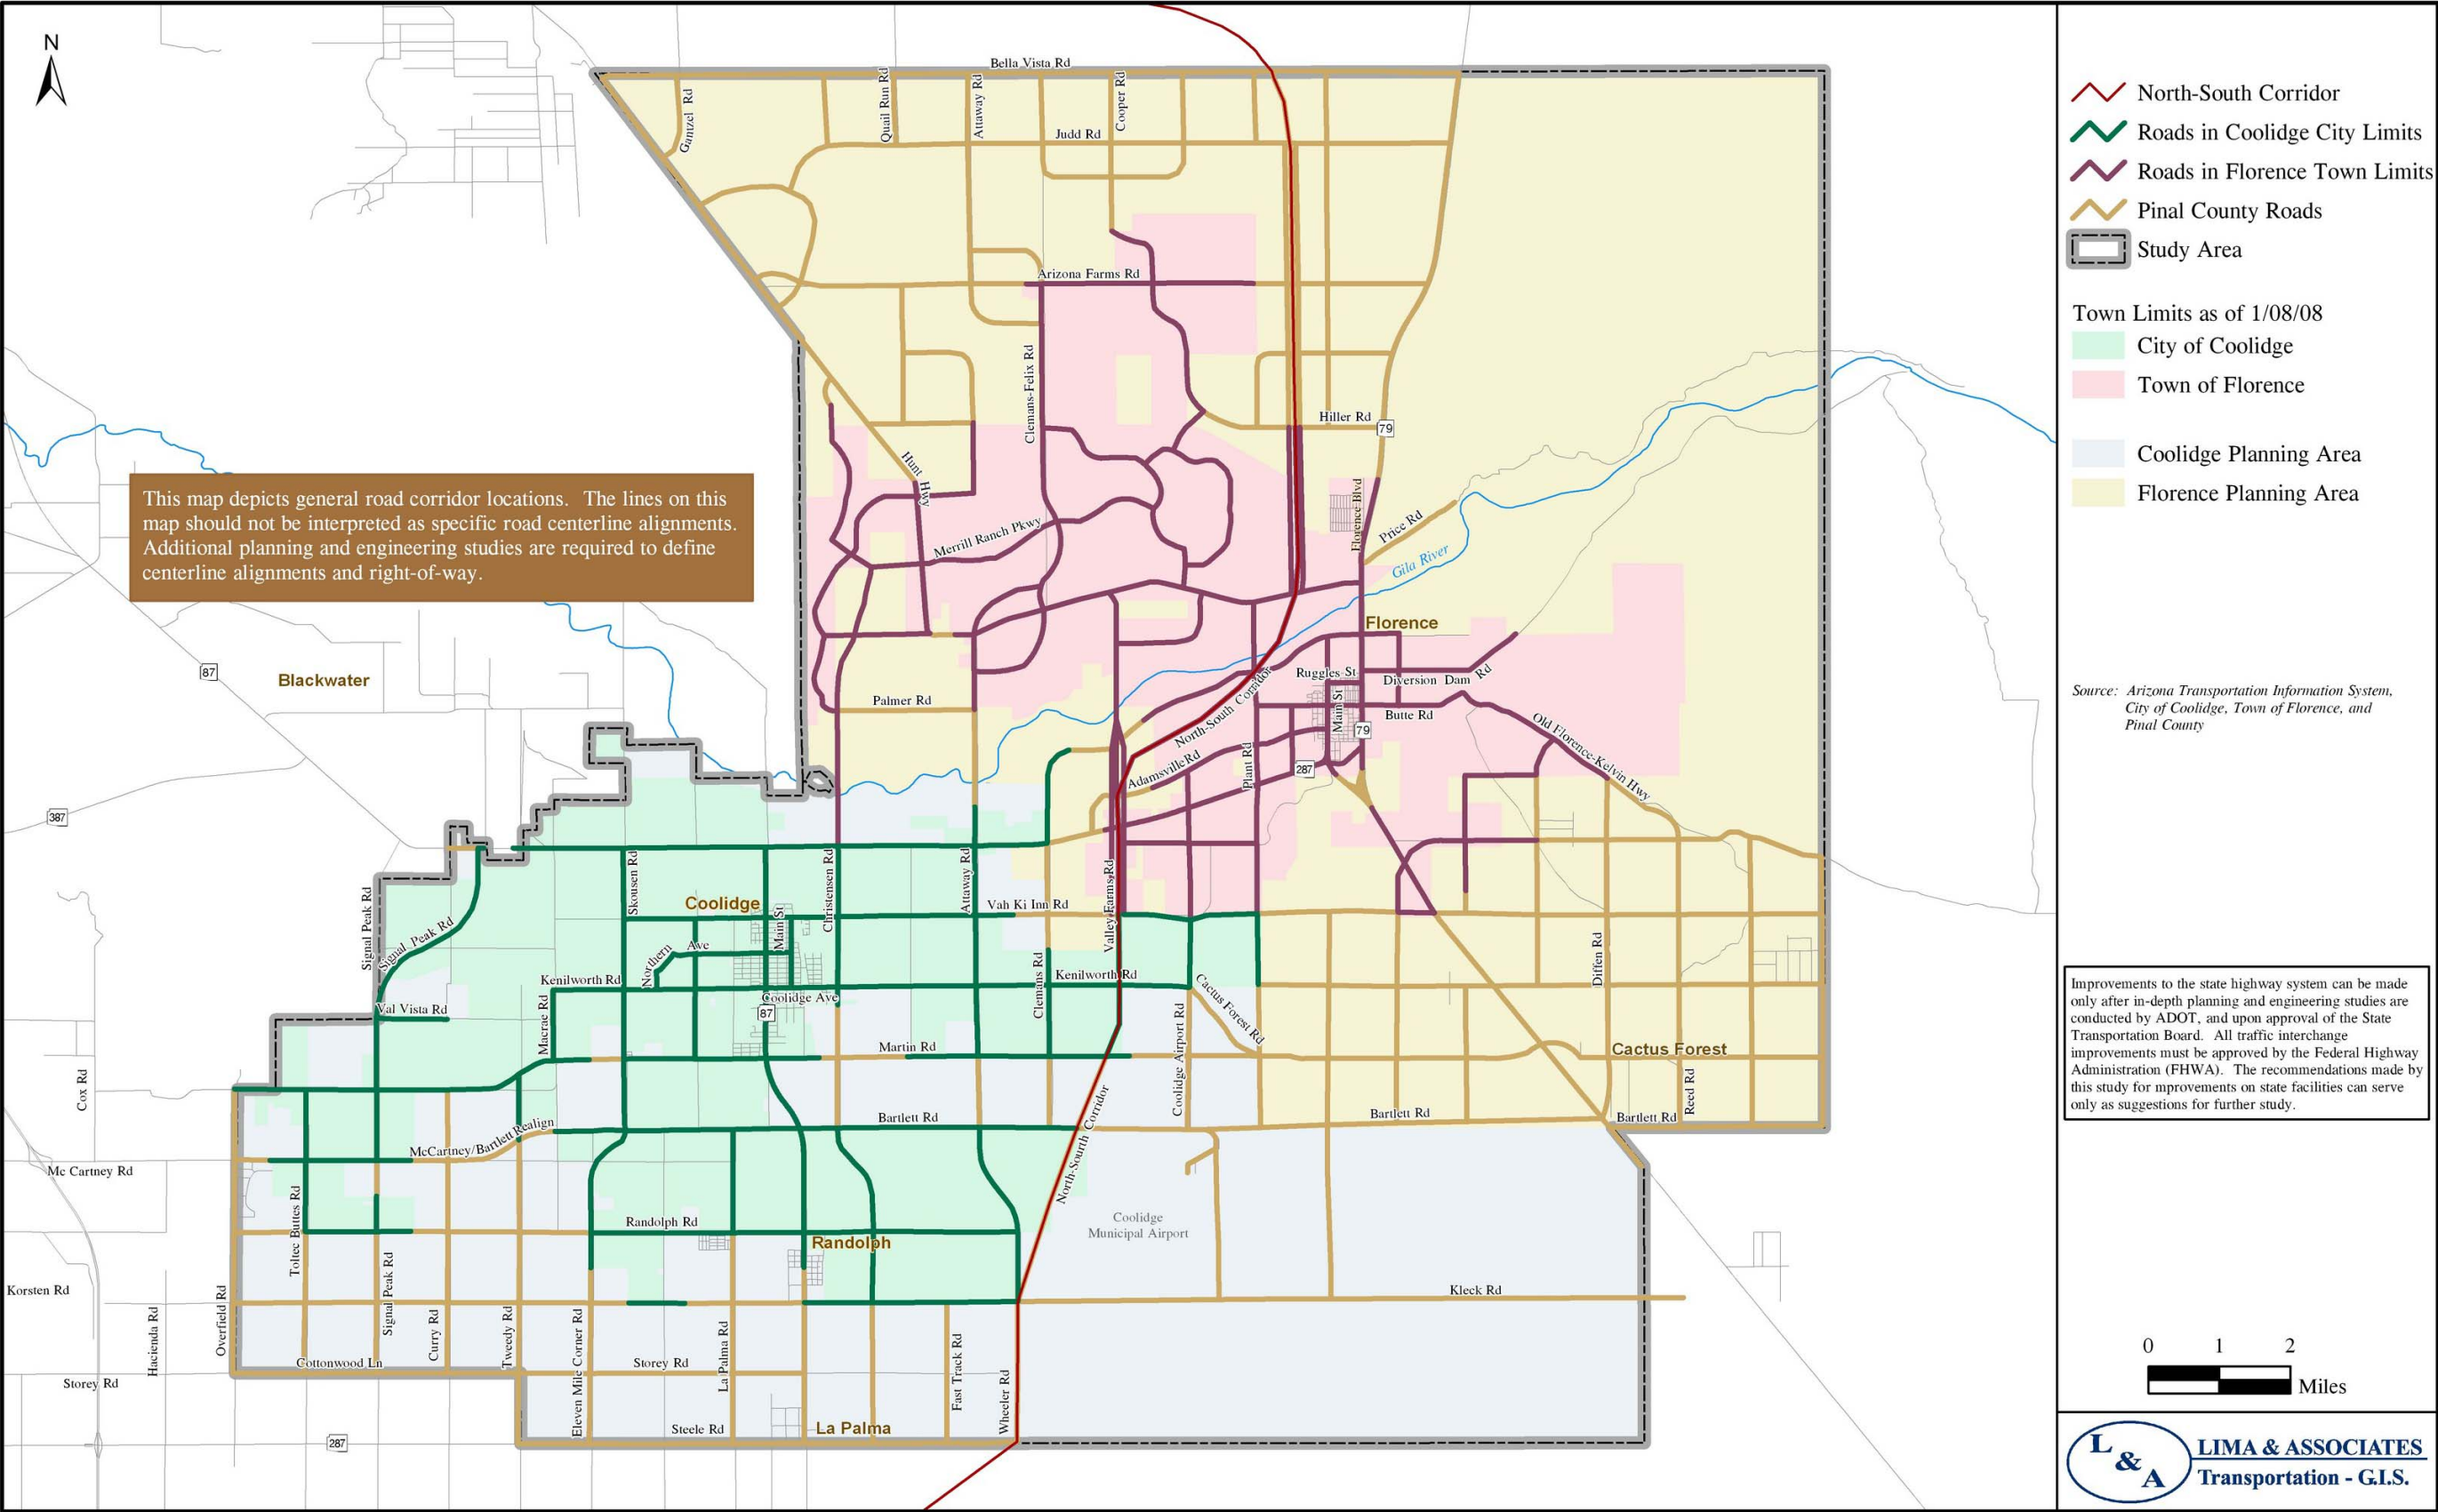 N
Bella Vista Rd
Gantzel Rd
Quail Run Rd
Attaway Rd
Cooper Rd
Judd Rd
Arizona Farms Rd
Clemans-Felix Rd
Hiller Rd
79
Hunt Hwy
Merrill Ranch Pkwy
Florence Blvd
Price Rd
Gila River
This map depicts general road corridor locations. The lines on this
map should not be interpreted as specific road centerline alignments.
Additional planning and engineering studies are required to define
centerline alignments and right-of-way.
Florence
87
Blackwater
Ruggles St
Diversion Dam Rd
Palmer Rd
North-South Corridor
Main St
Butte Rd
Old Florence-Kelvin Hwy
79
Adamsville Rd
Plant Rd
287
387
Signal Peak Rd
Signal Peak Rd
Skousen Rd
Coolidge
Main St
Christensen Rd
Attaway Rd
Vah Ki Inn Rd
Valley Farms Rd
Northern Ave
Kenilworth Rd
Kenilworth Rd
Clemans Rd
Cactus Forest Rd
Diffen Rd
Coolidge Ave
87
Val Vista Rd
Macrae Rd
Martin Rd
Coolidge Airport Rd
Cactus Forest
Reed Rd
Cox Rd
Bartlett Rd
Bartlett Rd
Bartlett Rd
McCartney/Bartlett Realign
Mc Cartney Rd
North-South Corridor
Toltec Buttes Rd
Randolph Rd
Randolph
Coolidge
Municipal Airport
Korsten Rd
Kleck Rd
Hacienda Rd
Overfield Rd
Signal Peak Rd
Curry Rd
Tweedy Rd
Eleven Mile Corner Rd
La Palma Rd
Fast Track Rd
Wheeler Rd
Cottonwood Ln
Storey Rd
Storey Rd
Steele Rd
La Palma
287
North-South Corridor
Roads in Coolidge City Limits
Roads in Florence Town Limits
Pinal County Roads
Study Area
Town Limits as of 1/08/08
City of Coolidge
Town of Florence
Coolidge Planning Area
Florence Planning Area
Source: Arizona Transportation Information System,
City of Coolidge, Town of Florence, and
Pinal County
Improvements to the state highway system can be made
only after in-depth planning and engineering studies are
conducted by ADOT, and upon approval of the State
Transportation Board. All traffic interchange
improvements must be approved by the Federal Highway
Administration (FHWA). The recommendations made by
this study for mprovements on state facilities can serve
only as suggestions for further study.
0 1 2
Miles
L & A
LIMA & ASSOCIATES
Transportation - G.I.S.